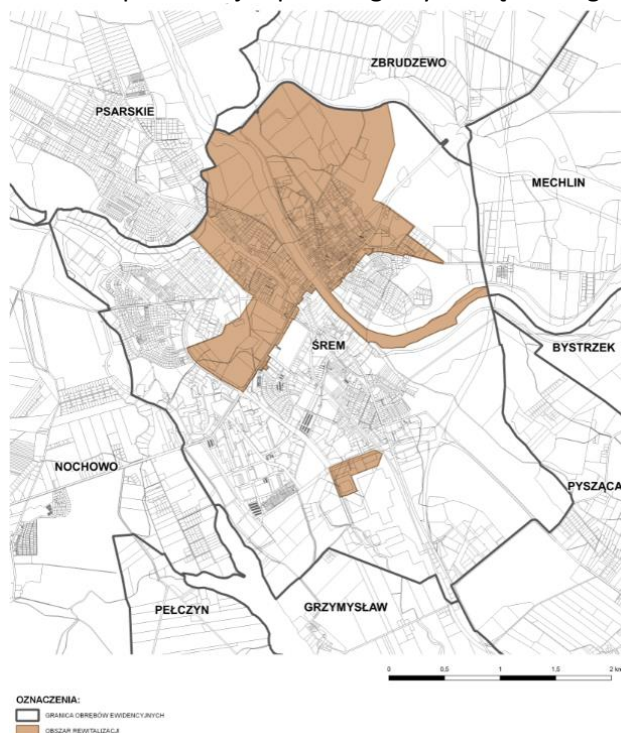 ZBRUDZEWO
PSARSKIE
MECHLIN
ŚREM
BYSTRZEK
NOCHOWO
PYSZĄCA
PEŁCZYN
GRZYMYSŁAW
0 0,5 1 1,5 2 km
OZNACZENIA:
GRANICA OBRĘBÓW EWIDENCYJNYCH
OBSZAR REWITALIZACJI